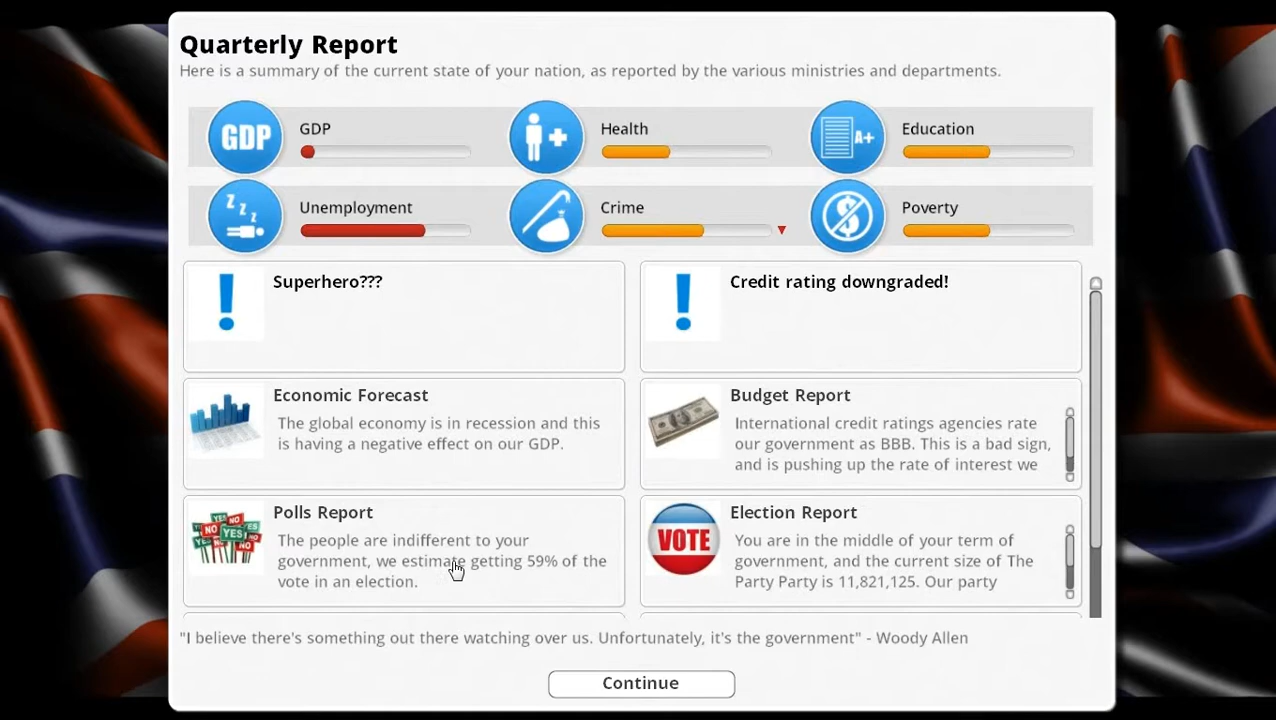 Quarterly Report
Here is a summary of the current state of your nation, as reported by the various ministries and departments.
GDP
GDP
Health
A+
Education
Z Z Z
Unemployment
Crime
$
Poverty
!
Superhero???
!
Credit rating downgraded!
Economic Forecast
The global economy is in recession and this
is having a negative effect on our GDP.
Budget Report
International credit ratings agencies rate
our government as BBB. This is a bad sign,
and is pushing up the rate of interest we
YES NO NO YES NO
Polls Report
The people are indifferent to your
government, we estimate getting 59% of the
vote in an election.
VOTE
Election Report
You are in the middle of your term of
government, and the current size of The
Party Party is 11,821,125. Our party
"I believe there's something out there watching over us. Unfortunately, it's the government" - Woody Allen
Continue